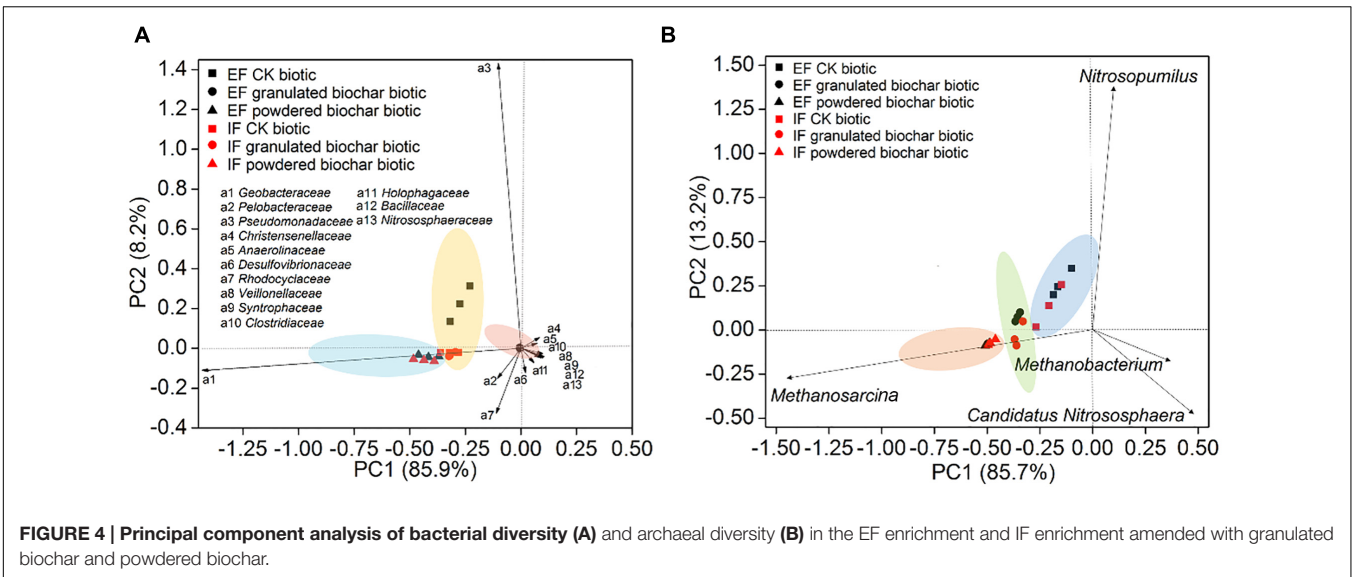 A
1.4
1.2
1.0
0.8
0.6
0.4
0.2
0.0
-0.2
-0.4
PC2 (8.2%)
EF CK biotic
EF granulated biochar biotic
EF powdered biochar biotic
IF CK biotic
IF granulated biochar biotic
IF powdered biochar biotic
a1 Geobacteraceae
a2 Pelobacteraceae
a3 Pseudomonadaceae
a4 Christensenellaceae
a5 Anaerolinaceae
a6 Desulfovibrionaceae
a7 Rhodocyclaceae
a8 Veillonellaceae
a9 Syntrophaceae
a10 Clostridiaceae
a11 Holophagaceae
a12 Bacillaceae
a13 Nitrososphaeraceae
a3
a4
a5
a10
a8
a11
a9
a12
a13
a6
a2
a7
a1
-1.25 -1.00 -0.75 -0.50 -0.25 0.00 0.25 0.50
PC1 (85.9%)
B
1.50
1.25
1.00
0.75
0.50
0.25
0.00
-0.25
-0.50
PC2 (13.2%)
EF CK biotic
EF granulated biochar biotic
EF powdered biochar biotic
IF CK biotic
IF granulated biochar biotic
IF powdered biochar biotic
Nitrosopumilus
Methanobacterium
Methanosarcina
Candidatus Nitrososphaera
-1.50 -1.25 -1.00 -0.75 -0.50 -0.25 0.00 0.25 0.50
PC1 (85.7%)
FIGURE 4 | Principal component analysis of bacterial diversity (A) and archaeal diversity (B) in the EF enrichment and IF enrichment amended with granulated
biochar and powdered biochar.